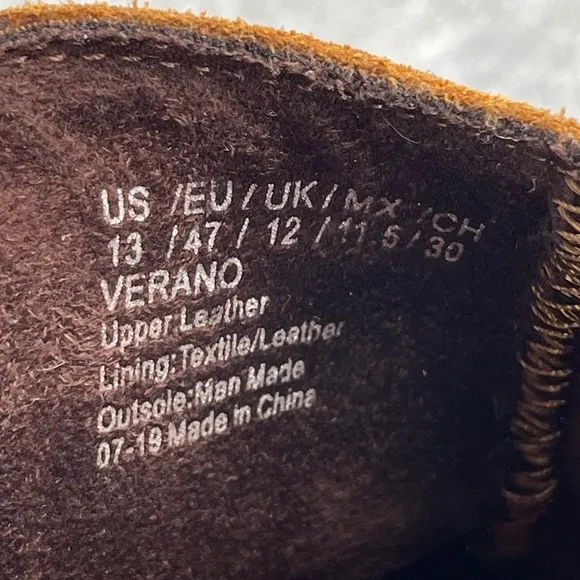 US /EU / UK / MX /CH
13 / 47 / 12 / 11.5 / 30
VERANO
Upper:Leather
Lining:Textile/Leather
Outsole:Man Made
07-19 Made in China